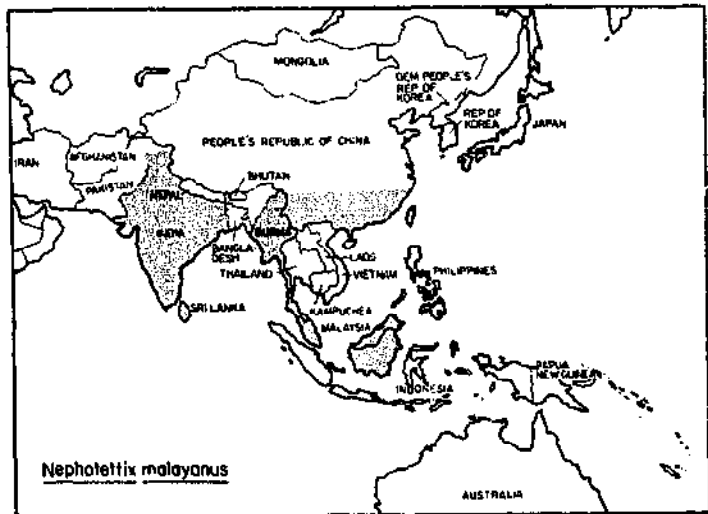 MONGOLIA
DEM PEOPLE'S
REP OF
KOREA
REP OF
KOREA
JAPAN
PEOPLE'S REPUBLIC OF CHINA
IRAN
AFGHANISTAN
PAKISTAN
NEPAL
BHUTAN
INDIA
BURMA
BANGLA
DESH
THAILAND
LAOS
VIETNAM
PHILIPPINES
SRI LANKA
KAMPUCHEA
MALAYSIA
INDONESIA
PAPUA
NEW GUINEA
Nephotettix malayanus
AUSTRALIA